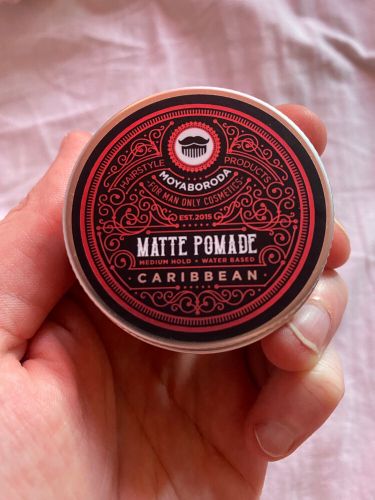 HAIRSTYLE PRODUCTS
MOYABORODA
FOR MAN ONLY COSMETICS
EST. 2015
MATTE POMADE
MEDIUM HOLD • WATER BASED
CARIBBEAN